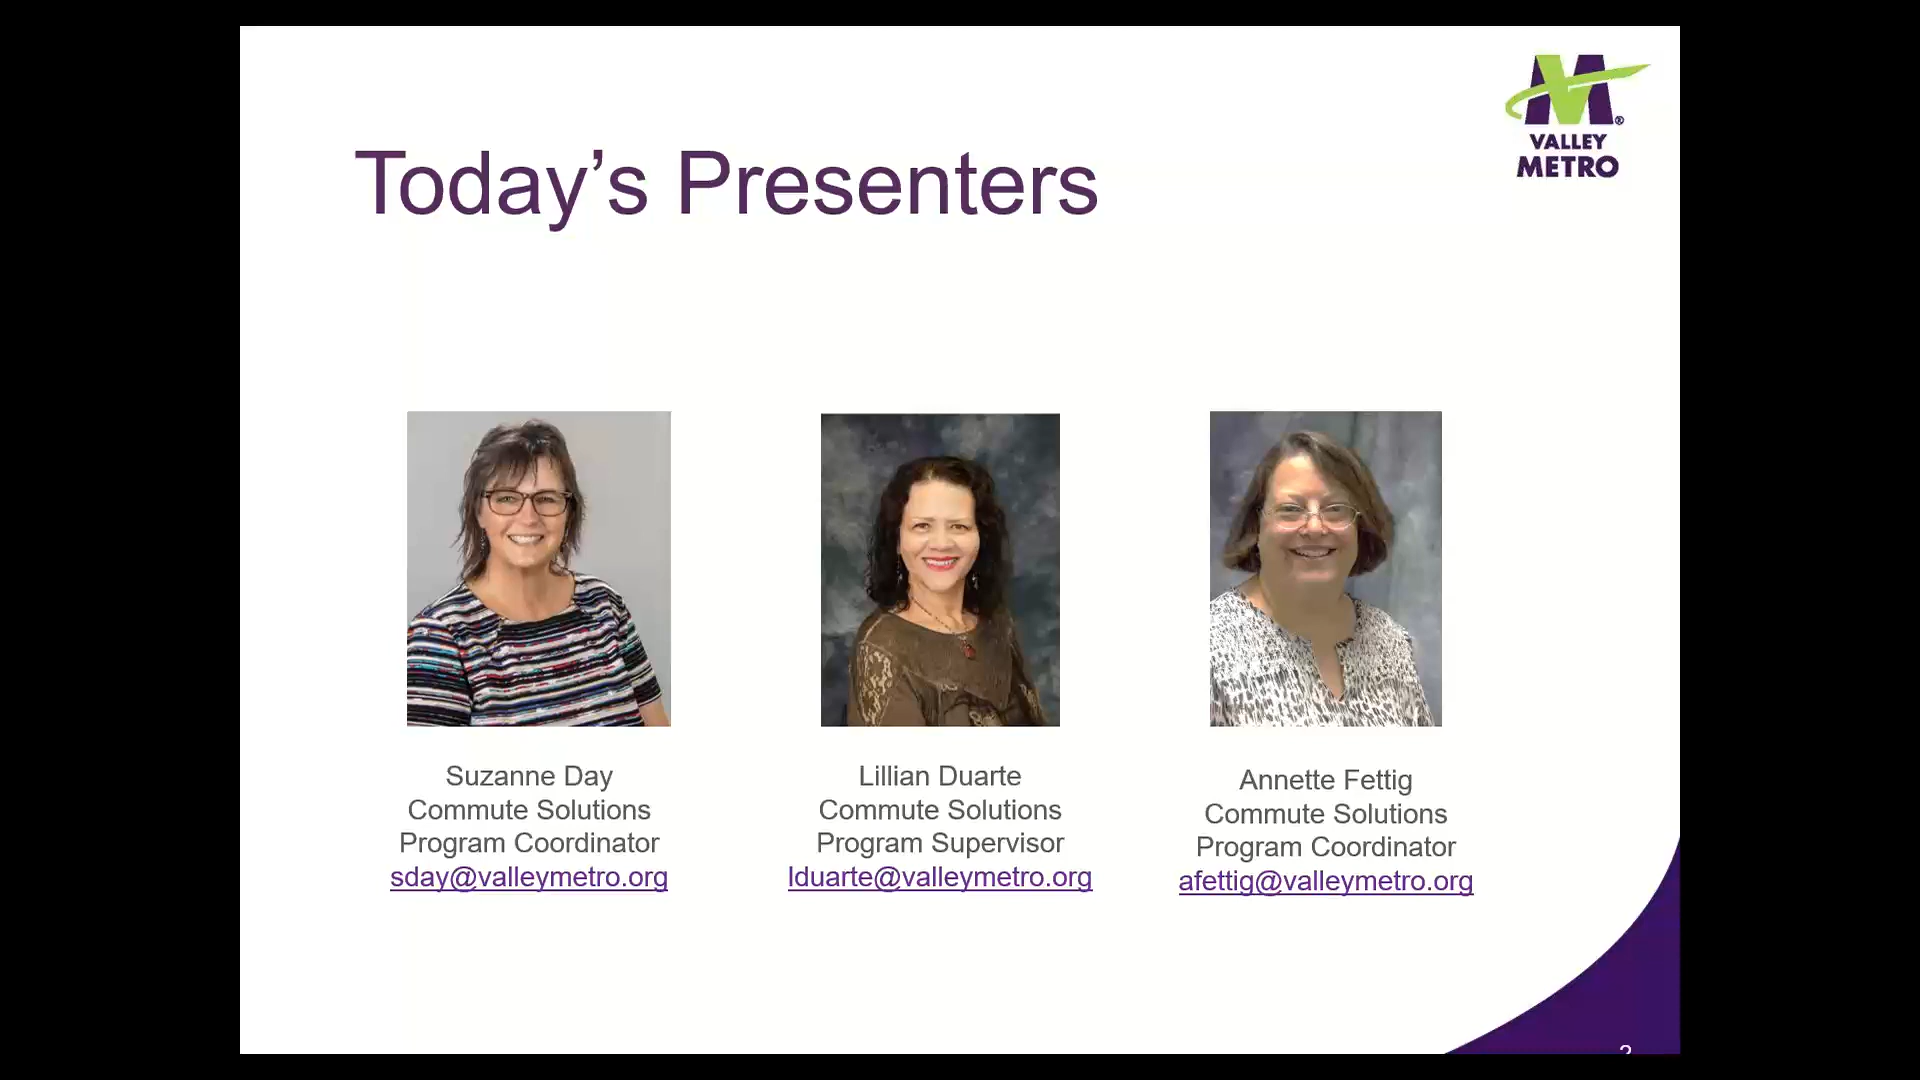 VALLEY
METRO
Today’s Presenters
Suzanne Day
Commute Solutions
Program Coordinator
sday@valleymetro.org
Lillian Duarte
Commute Solutions
Program Supervisor
lduarte@valleymetro.org
Annette Fettig
Commute Solutions
Program Coordinator
afettig@valleymetro.org